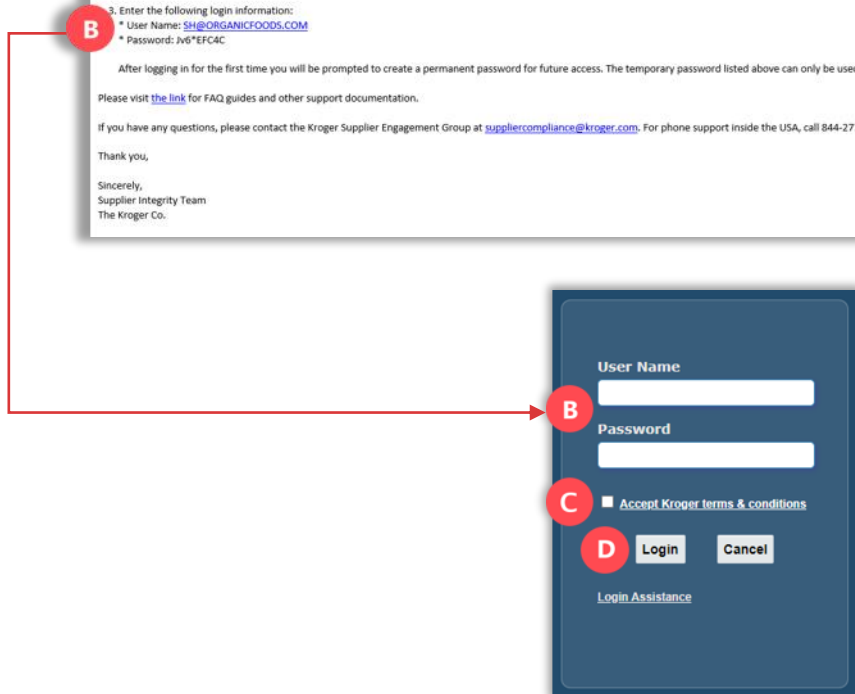 3. Enter the following login information:
B
* User Name: SH@ORGANICFOODS.COM
* Password: Jv6*EFC4C
After logging in for the first time you will be prompted to create a permanent password for future access. The temporary password listed above can only be user
Please visit the link for FAQ guides and other support documentation.
If you have any questions, please contact the Kroger Supplier Engagement Group at suppliercompliance@kroger.com. For phone support inside the USA, call 844-27
Thank you,
Sincerely,
Supplier Integrity Team
The Kroger Co.
User Name
B
Password
C Accept Kroger terms & conditions
D Login Cancel
Login Assistance